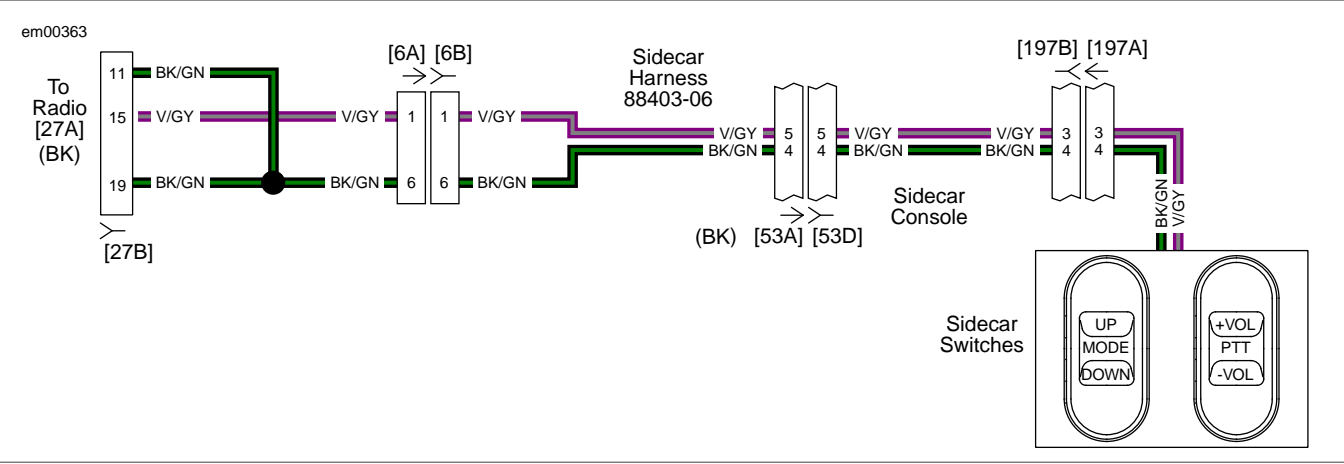 em00363
To
Radio
[27A]
(BK)
11 BK/GN
15 V/GY V/GY 1 1 V/GY
19 BK/GN BK/GN 6 6 BK/GN
[27B]
[6A] [6B]
Sidecar
Harness
88403-06
V/GY 5 5 V/GY V/GY 3 3
BK/GN 4 4 BK/GN BK/GN 4 4
(BK) [53A] [53D]
Sidecar
Console
[197B] [197A]
BK/GN
V/GY
Sidecar
Switches
UP
MODE
DOWN
+VOL
PTT
-VOL